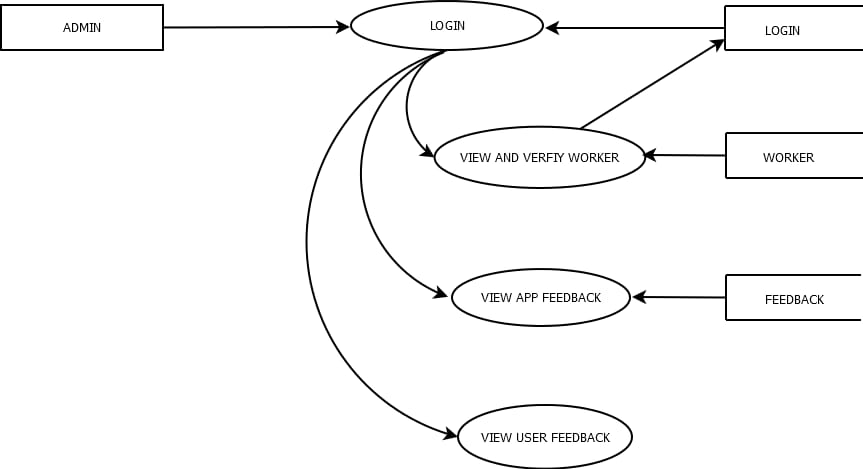 ADMIN
LOGIN
LOGIN
VIEW AND VERFIY WORKER
WORKER
VIEW APP FEEDBACK
FEEDBACK
VIEW USER FEEDBACK